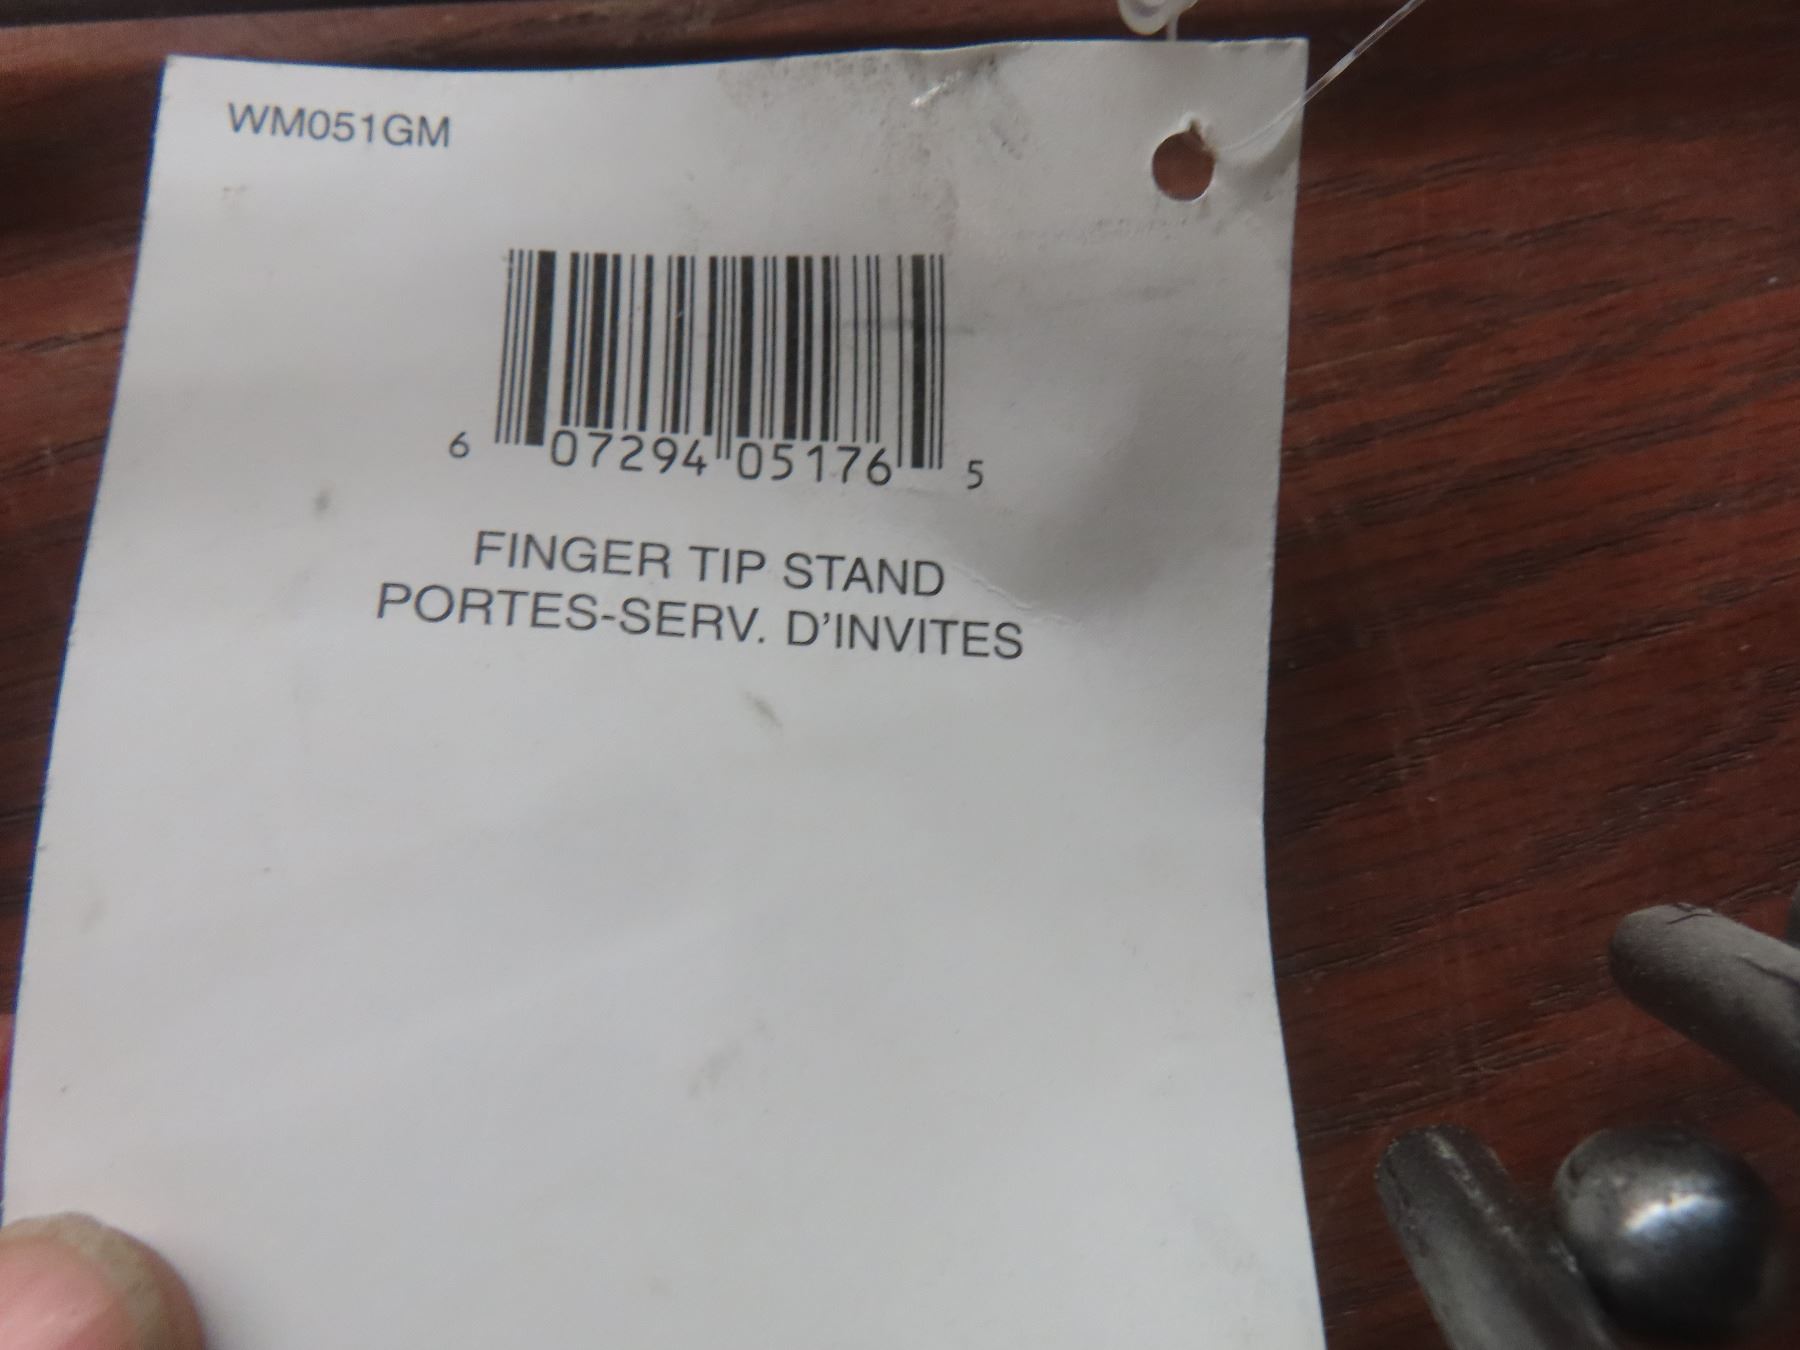 WM051GM
6 07294 05176 5
FINGER TIP STAND
PORTES-SERV. D'INVITES